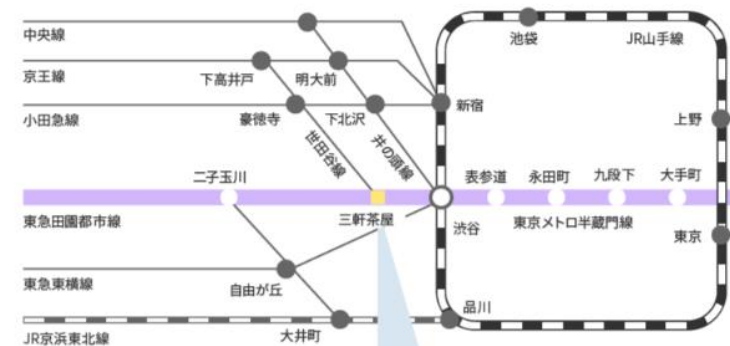 中央線
池袋
JR山手線
京王線
下高井戸
明大前
小田急線
豪徳寺
下北沢
新宿
上野
世田谷線
井の頭線
二子玉川
表参道
永田町
九段下
大手町
東急田園都市線
三軒茶屋
渋谷
東京メトロ半蔵門線
東京
東急東横線
自由が丘
品川
JR京浜東北線
大井町